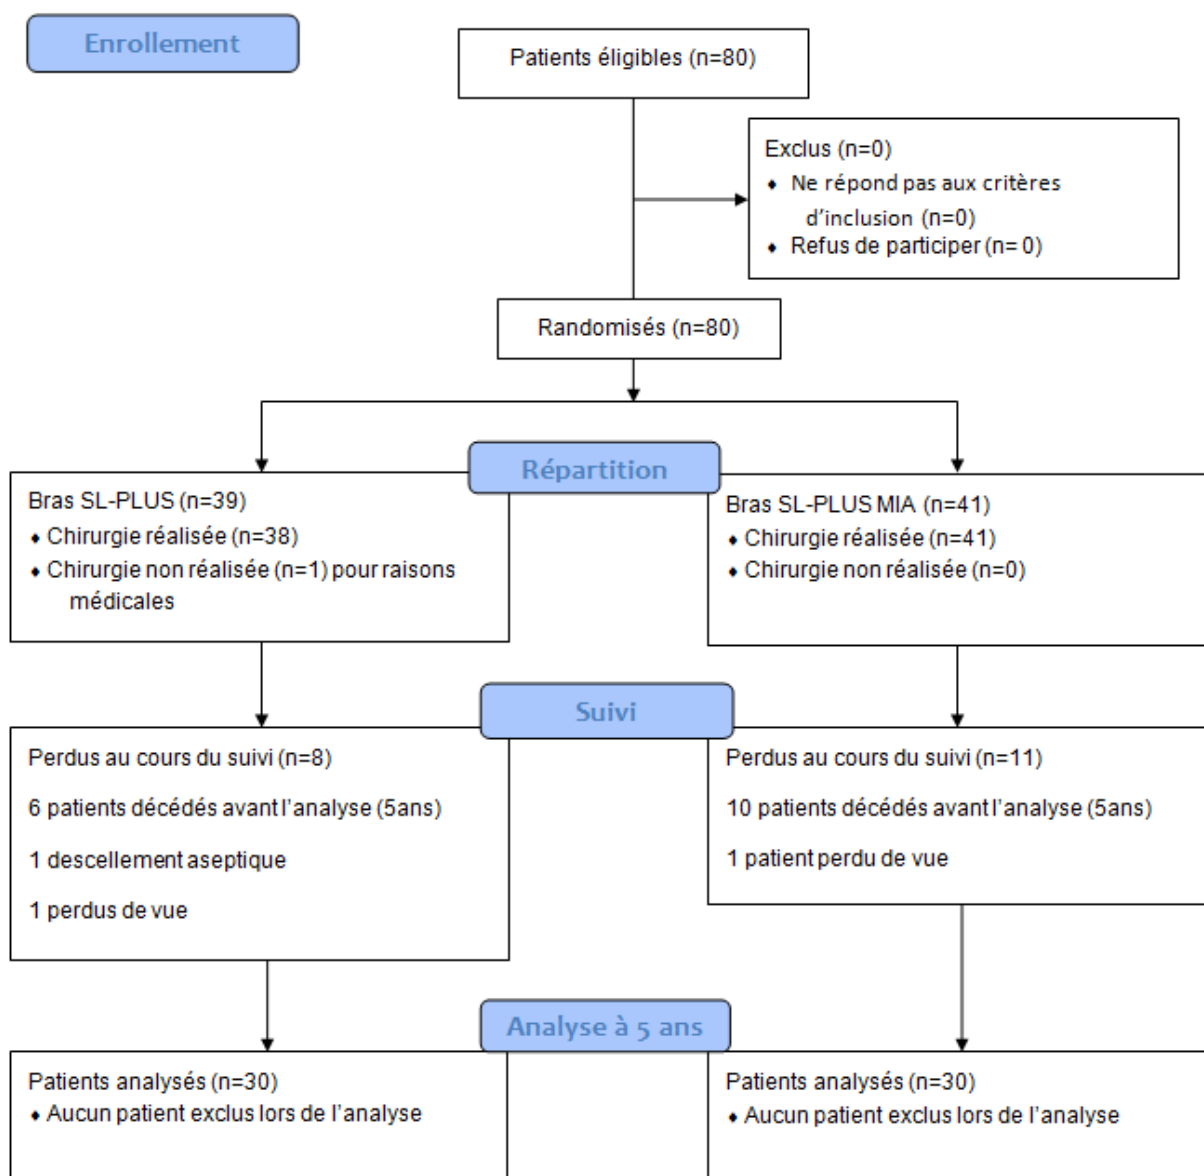 Enrollement
Patients éligibles (n=80)
Exclus (n=0)
⬧ Ne répond pas aux critères
d'inclusion (n=0)
⬧ Refus de participer (n= 0)
Randomisés (n=80)
Répartition
Bras SL-PLUS (n=39)
⬧ Chirurgie réalisée (n=38)
⬧ Chirurgie non réalisée (n=1) pour raisons
médicales
Bras SL-PLUS MIA (n=41)
⬧ Chirurgie réalisée (n=41)
⬧ Chirurgie non réalisée (n=0)
Suivi
Perdus au cours du suivi (n=8)
6 patients décédés avant l'analyse (5ans)
1 descellement aseptique
1 perdus de vue
Perdus au cours du suivi (n=11)
10 patients décédés avant l'analyse (5ans)
1 patient perdu de vue
Analyse à 5 ans
Patients analysés (n=30)
⬧ Aucun patient exclus lors de l'analyse
Patients analysés (n=30)
⬧ Aucun patient exclus lors de l'analyse